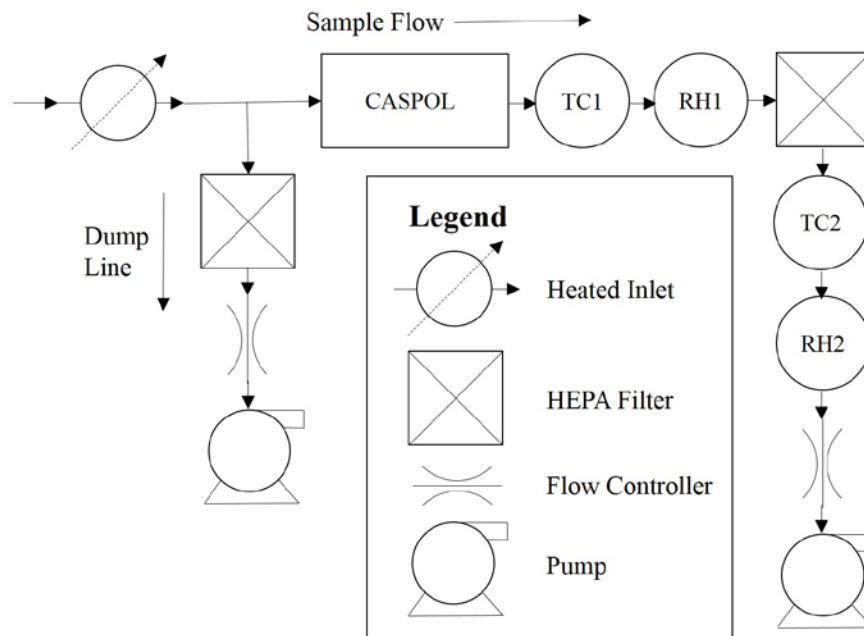 Sample Flow
CASPOL
TC1
RH1
TC2
RH2
Dump
Line
Legend
Heated Inlet
HEPA Filter
Flow Controller
Pump